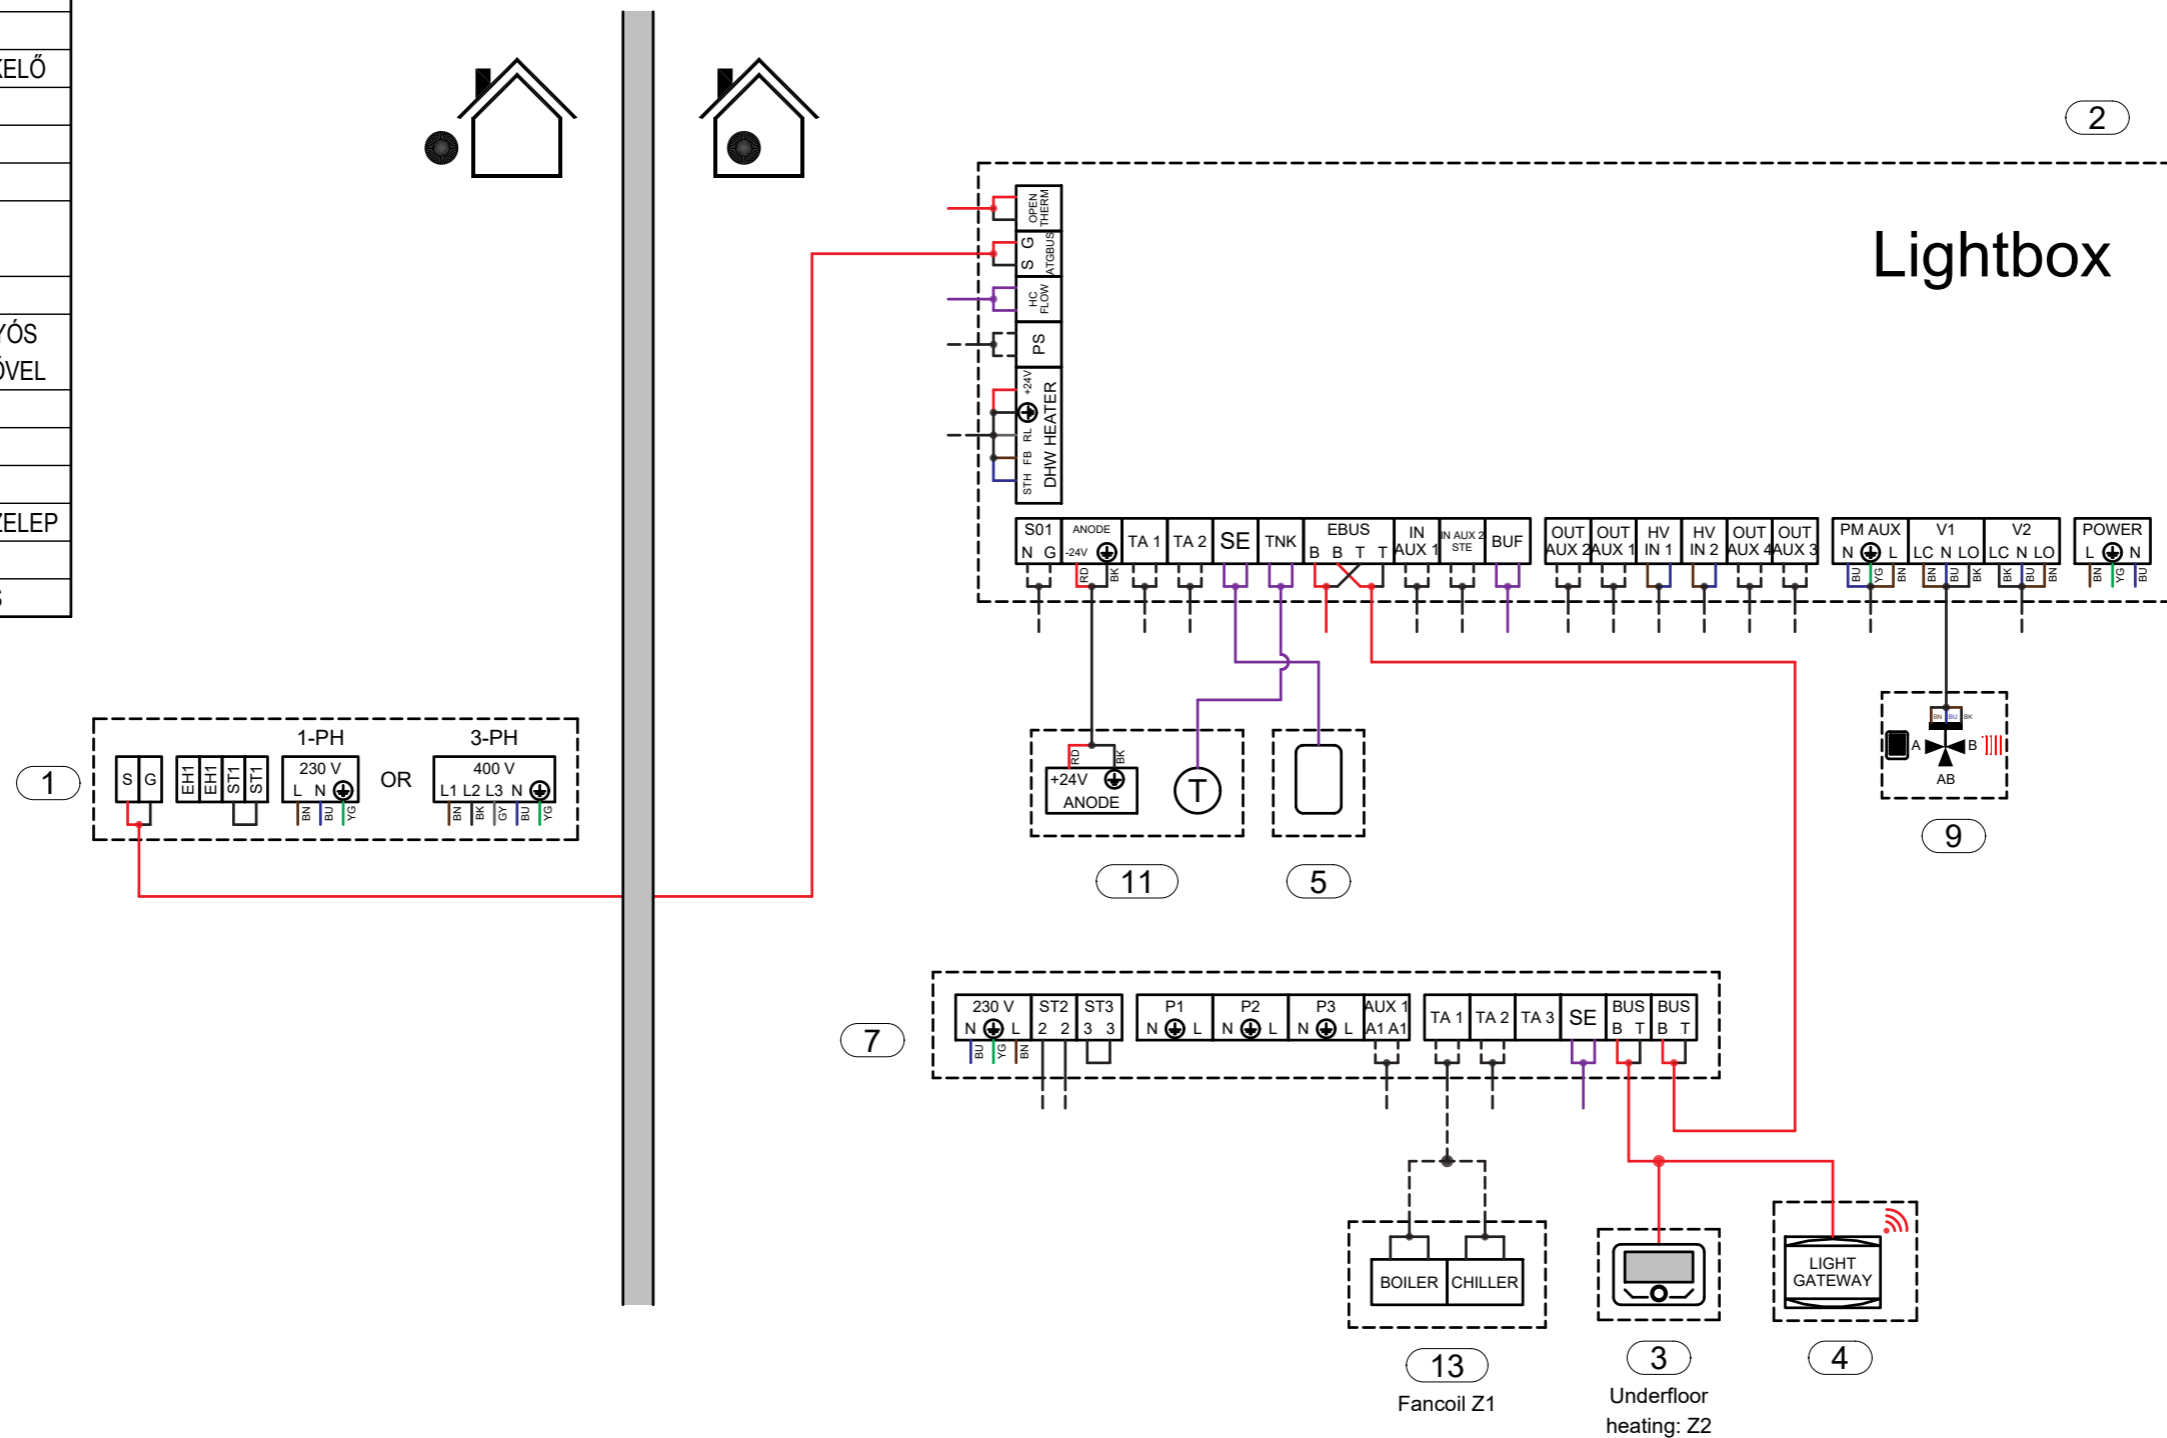 KELŐ
YÓS
ŐVEL
ZELEP
S
2
Lightbox
OPEN THERM
S G ATGBUS
HC FLOW
PS
STH FB RL +24V DHW HEATER
S01 ANODE TA 1 TA 2 SE TNK EBUS IN AUX 1 IN AUX 2 STE BUF OUT AUX 2 OUT AUX 1 HV IN 1 HV IN 2 OUT AUX 4 OUT AUX 3 PM AUX V1 V2 POWER
N G -24V B B T T N L LC N LO LC N LO L N
RD BK BU YG BN BN BU BK BK BU BN BN YG BU
1
S G EH1 EH1 ST1 ST1
1-PH
230 V
L N
BN BU YG
OR
3-PH
400 V
L1 L2 L3 N
BN BK GY BU YG
RD BK
+24V
ANODE
T
11
5
BN BU BK
A B
AB
9
7
230 V ST2 ST3 P1 P2 P3 AUX 1 TA 1 TA 2 TA 3 SE BUS BUS
N L 2 2 3 3 N L N L N L A1 A1 B T B T
BU YG BN
BOILER CHILLER
13
Fancoil Z1
3
Underfloor
heating: Z2
LIGHT
GATEWAY
4